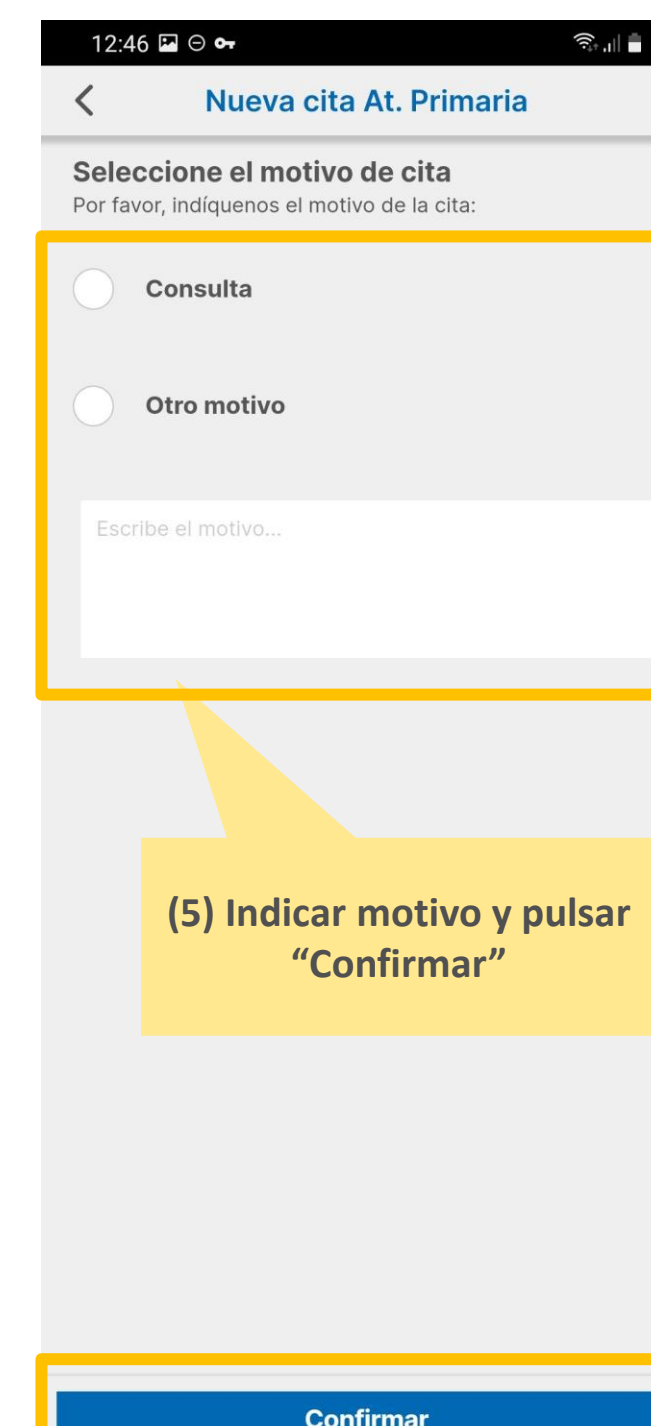 12:46
Nueva cita At. Primaria
Seleccione el motivo de cita
Por favor, indíquenos el motivo de la cita:
Consulta
Otro motivo
Escribe el motivo...
(5) Indicar motivo y pulsar
“Confirmar”
Confirmar